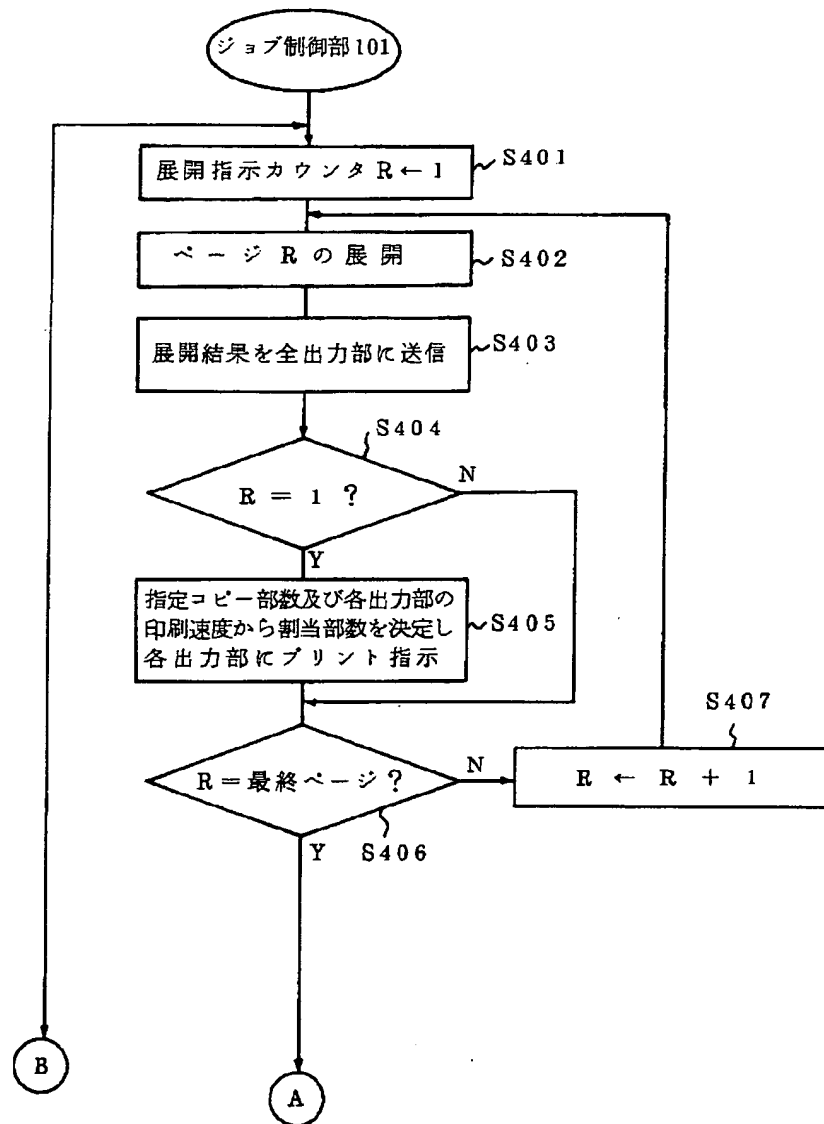 ジョブ制御部101
展開指示カウンタR←1
S401
ページRの展開
S402
展開結果を全出力部に送信
S403
S404
R=1?
N
Y
指定コピー部数及び各出力部の
印刷速度から割当部数を決定し
各出力部にプリント指示
S405
S407
R=最終ページ?
N
R ← R + 1
S406
Y
B
A